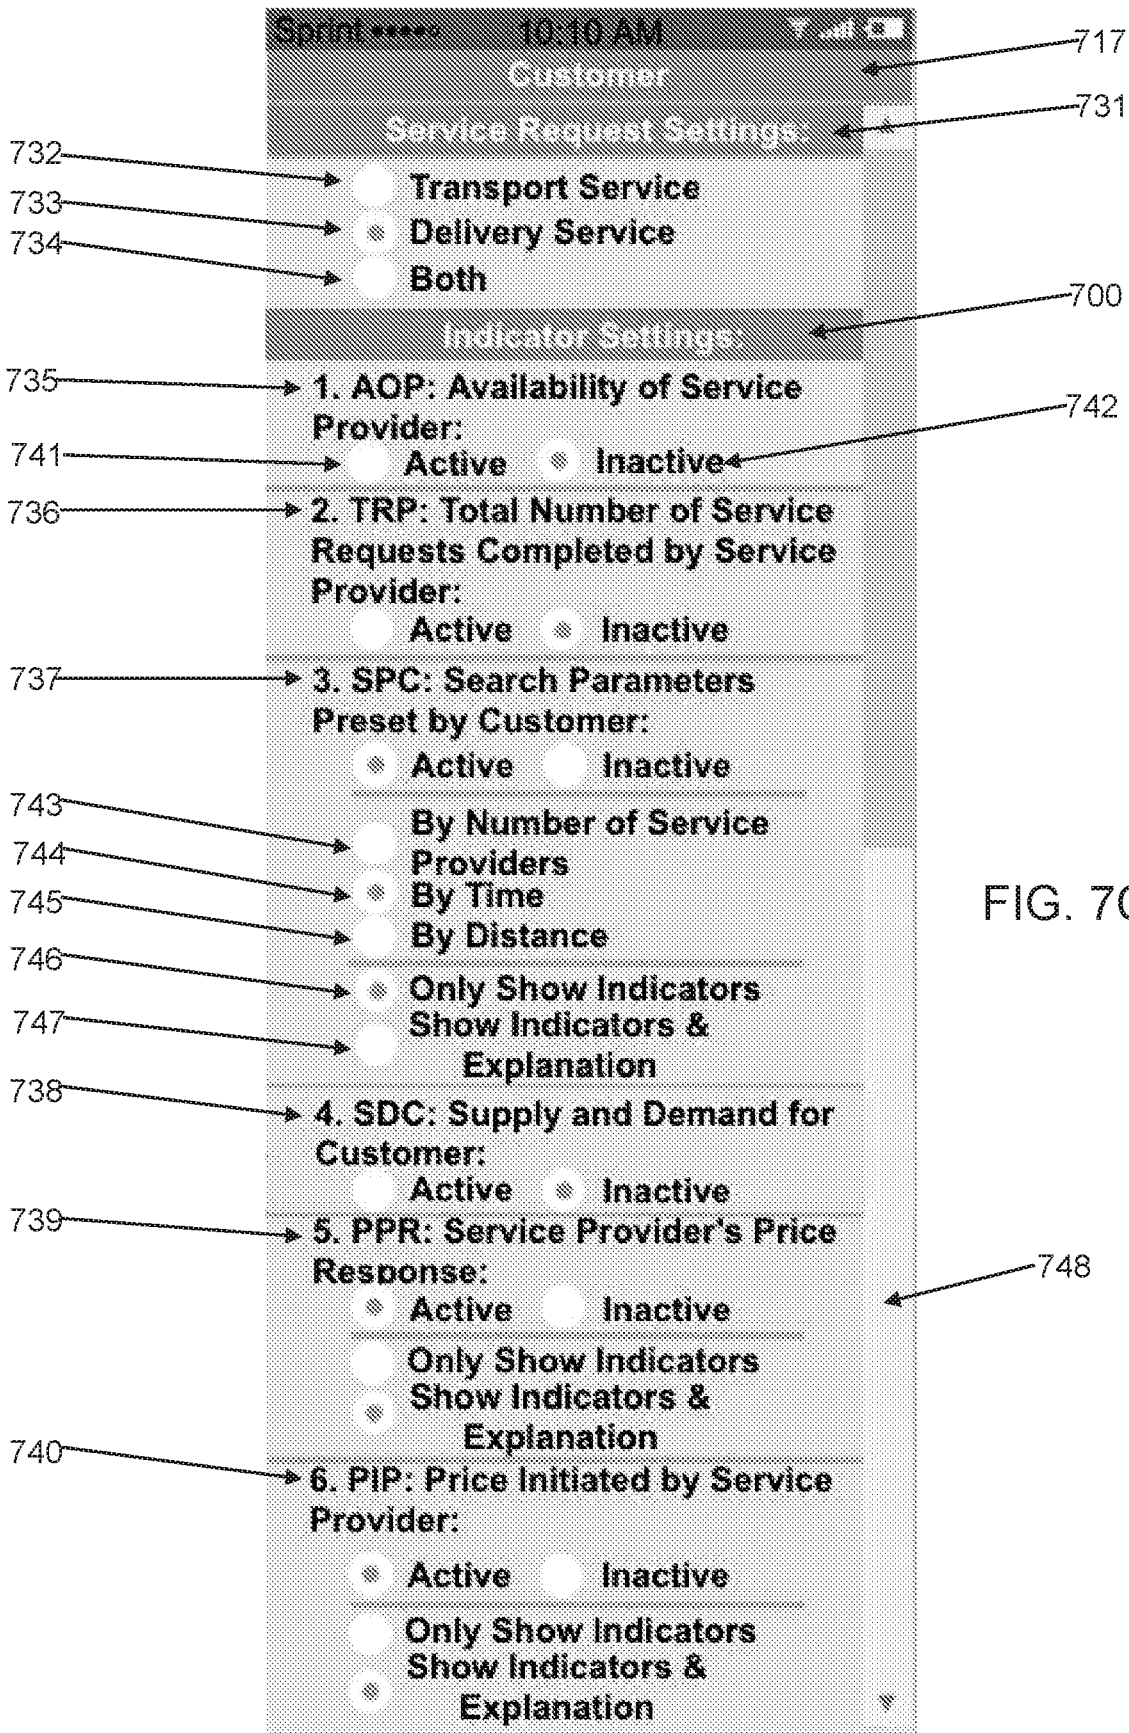 Sprint 10:10 AM
Customer
717
Service Request Settings:
731
732
Transport Service
733
Delivery Service
734
Both
700
Indicator Settings:
735
1. AOP: Availability of Service
Provider:
742
741
Active Inactive
736
2. TRP: Total Number of Service
Requests Completed by Service
Provider:
Active Inactive
737
3. SPC: Search Parameters
Preset by Customer:
Active Inactive
743
By Number of Service
Providers
744
By Time
745
By Distance
746
Only Show Indicators
747
Show Indicators &
Explanation
738
4. SDC: Supply and Demand for
Customer:
Active Inactive
739
5. PPR: Service Provider's Price
Response:
748
Active Inactive
Only Show Indicators
Show Indicators &
Explanation
740
6. PIP: Price Initiated by Service
Provider:
Active Inactive
Only Show Indicators
Show Indicators &
Explanation
FIG.